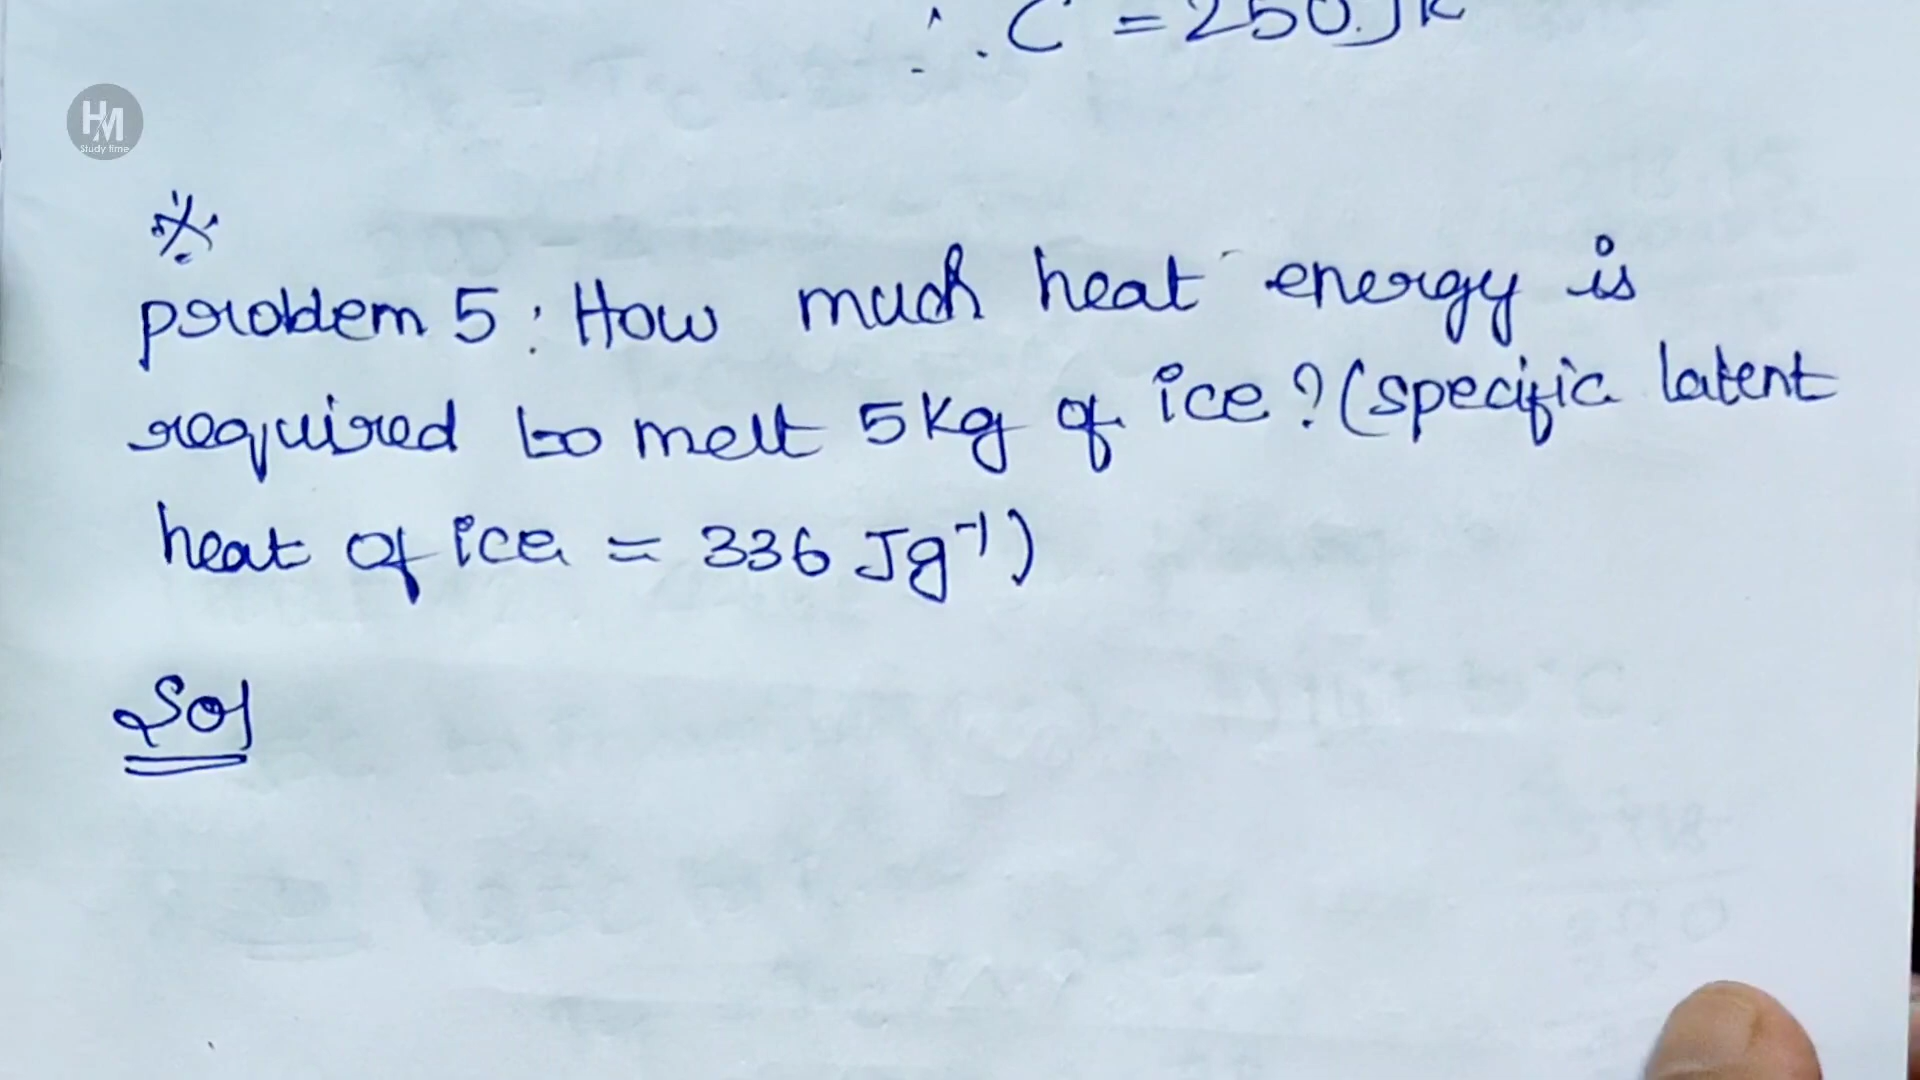 ∴ C = 250 JK
HM
Study time
problem 5 : How much heat energy is
required to melt 5 kg of ice ? (specific latent
heat of ice = 336 Jg⁻¹)
Sol